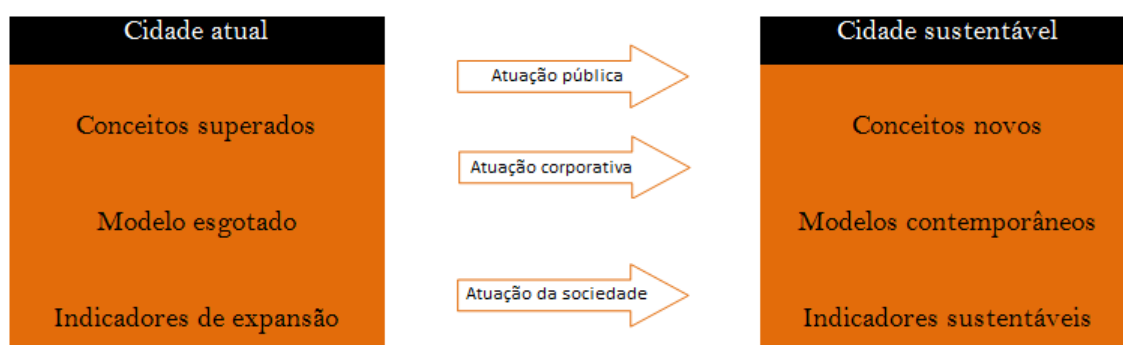 Cidade atual
Conceitos superados
Modelo esgotado
Indicadores de expansão
Atuação pública
Atuação corporativa
Atuação da sociedade
Cidade sustentável
Conceitos novos
Modelos contemporâneos
Indicadores sustentáveis